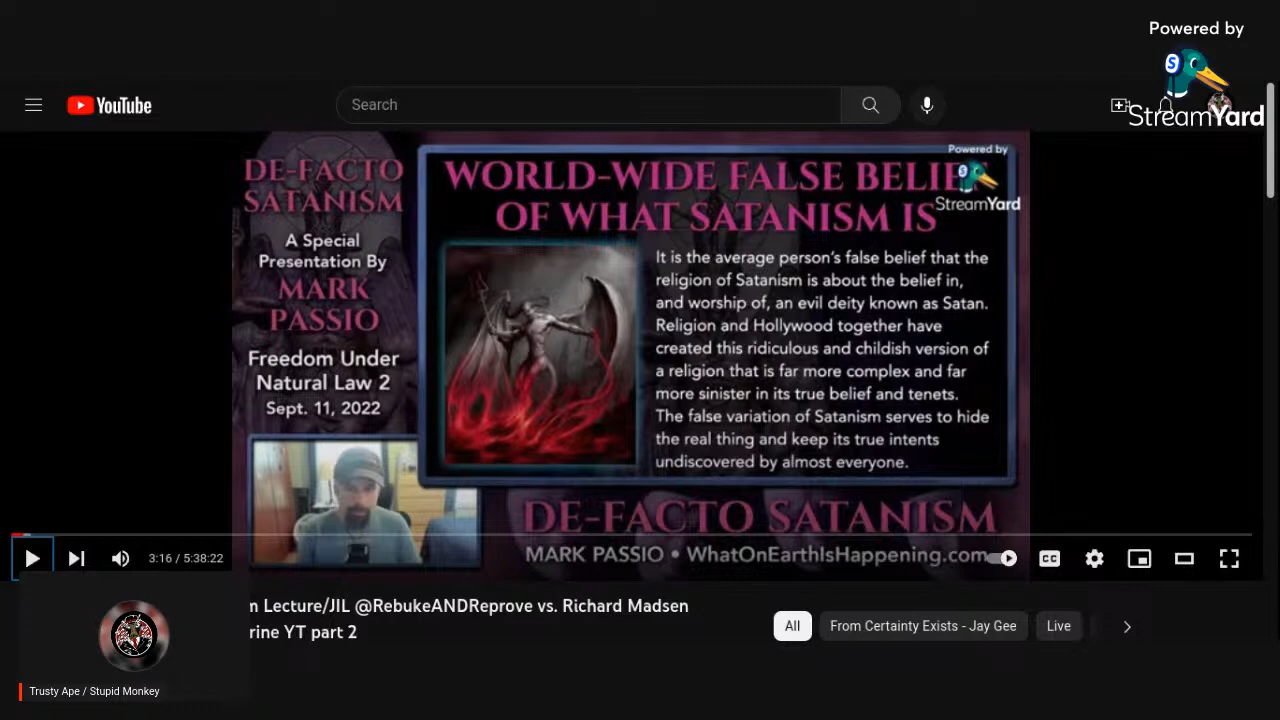 Powered by
StreamYard
YouTube
Search
DE-FACTO
SATANISM
A Special
Presentation By
MARK
PASSIO
Freedom Under
Natural Law 2
Sept. 11, 2022
Powered by
StreamYard
WORLD-WIDE FALSE BELIEF
OF WHAT SATANISM IS
It is the average person's false belief that the
religion of Satanism is about the belief in,
and worship of, an evil deity known as Satan.
Religion and Hollywood together have
created this ridiculous and childish version of
a religion that is far more complex and far
more sinister in its true belief and tenets.
The false variation of Satanism serves to hide
the real thing and keep its true intents
undiscovered by almost everyone.
DE-FACTO SATANISM
MARK PASSIO • WhatOnEarthIsHappening.com
3:16 / 5:38:22
CC
m Lecture/JIL @RebukeANDReprove vs. Richard Madsen
rine YT part 2
All
From Certainty Exists - Jay Gee
Live
Trusty Ape / Stupid Monkey